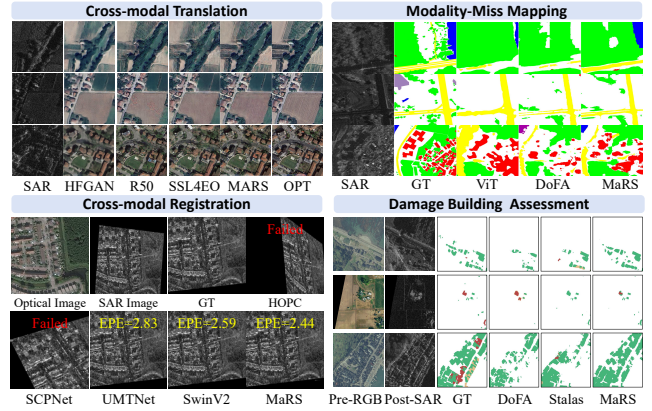 Cross-modal Translation
SAR HFGAN R50 SSL4EO MARS OPT
Modality-Miss Mapping
SAR GT ViT DoFA MaRS
Cross-modal Registration
Failed
Optical Image SAR Image GT HOPC
Failed EPE=2.83 EPE=2.59 EPE=2.44
SCPNet UMTNet SwinV2 MaRS
Damage Building Assessment
Pre-RGB Post-SAR GT DoFA Stalas MaRS